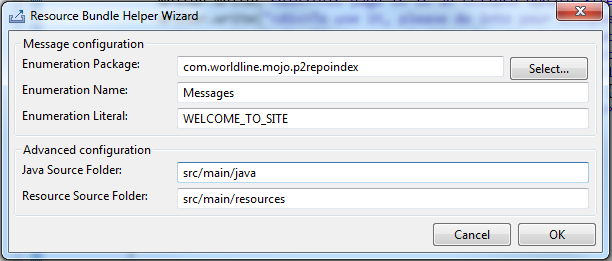 Resource Bundle Helper Wizard
Message configuration
Enumeration Package: com.worldline.mojo.p2repoindex Select...
Enumeration Name: Messages
Enumeration Literal: WELCOME_TO_SITE
Advanced configuration
Java Source Folder: src/main/java
Resource Source Folder: src/main/resources
Cancel OK